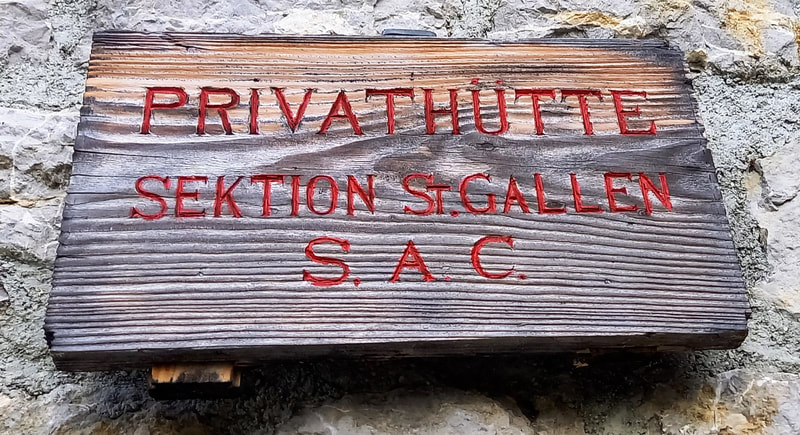 PRIVATHÜTTE
SEKTION ST. GALLEN
S. A. C.